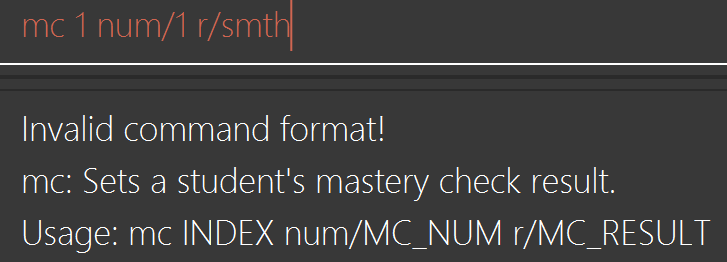 mc 1 num/1 r/smth
Invalid command format!
mc: Sets a student's mastery check result.
Usage: mc INDEX num/MC_NUM r/MC_RESULT